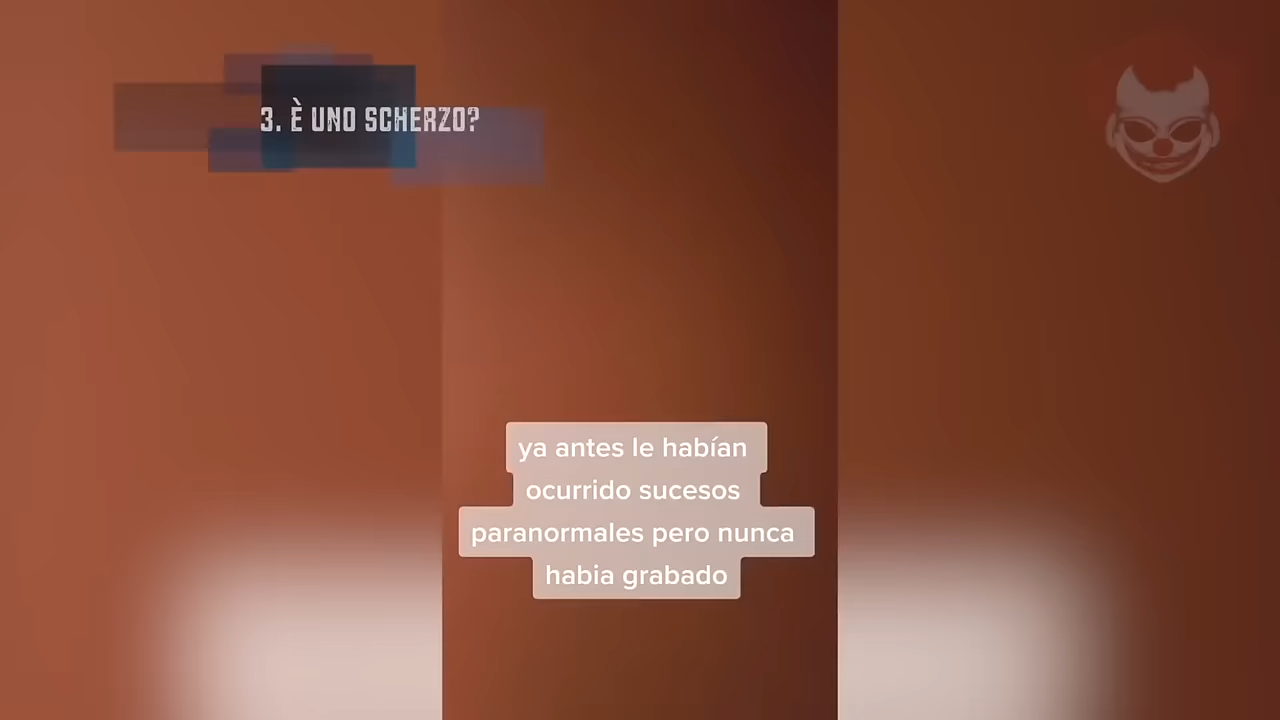 3. È UNO SCHERZO?
ya antes le habían
ocurrido sucesos
paranormales pero nunca
habia grabado